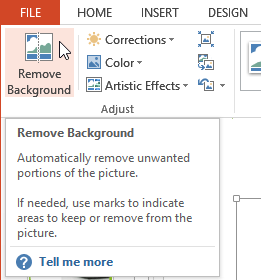 FILE HOME INSERT DESIGN
Remove
Background
Corrections
Color
Artistic Effects
Adjust
Remove Background
Automatically remove unwanted
portions of the picture.
If needed, use marks to indicate
areas to keep or remove from the
picture.
Tell me more